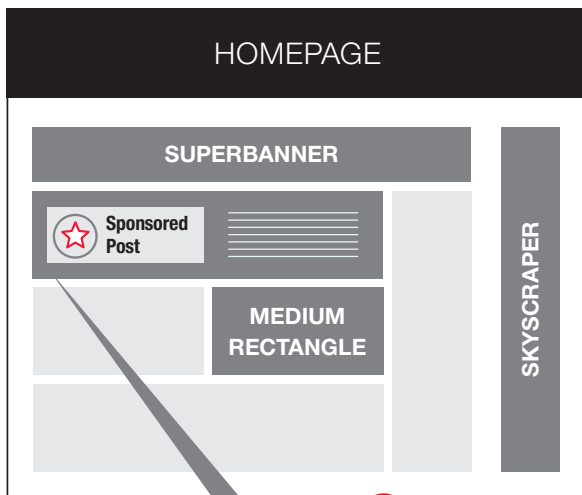 HOMEPAGE
SUPERBANNER
Sponsored
Post
MEDIUM
RECTANGLE
SKYSCRAPER